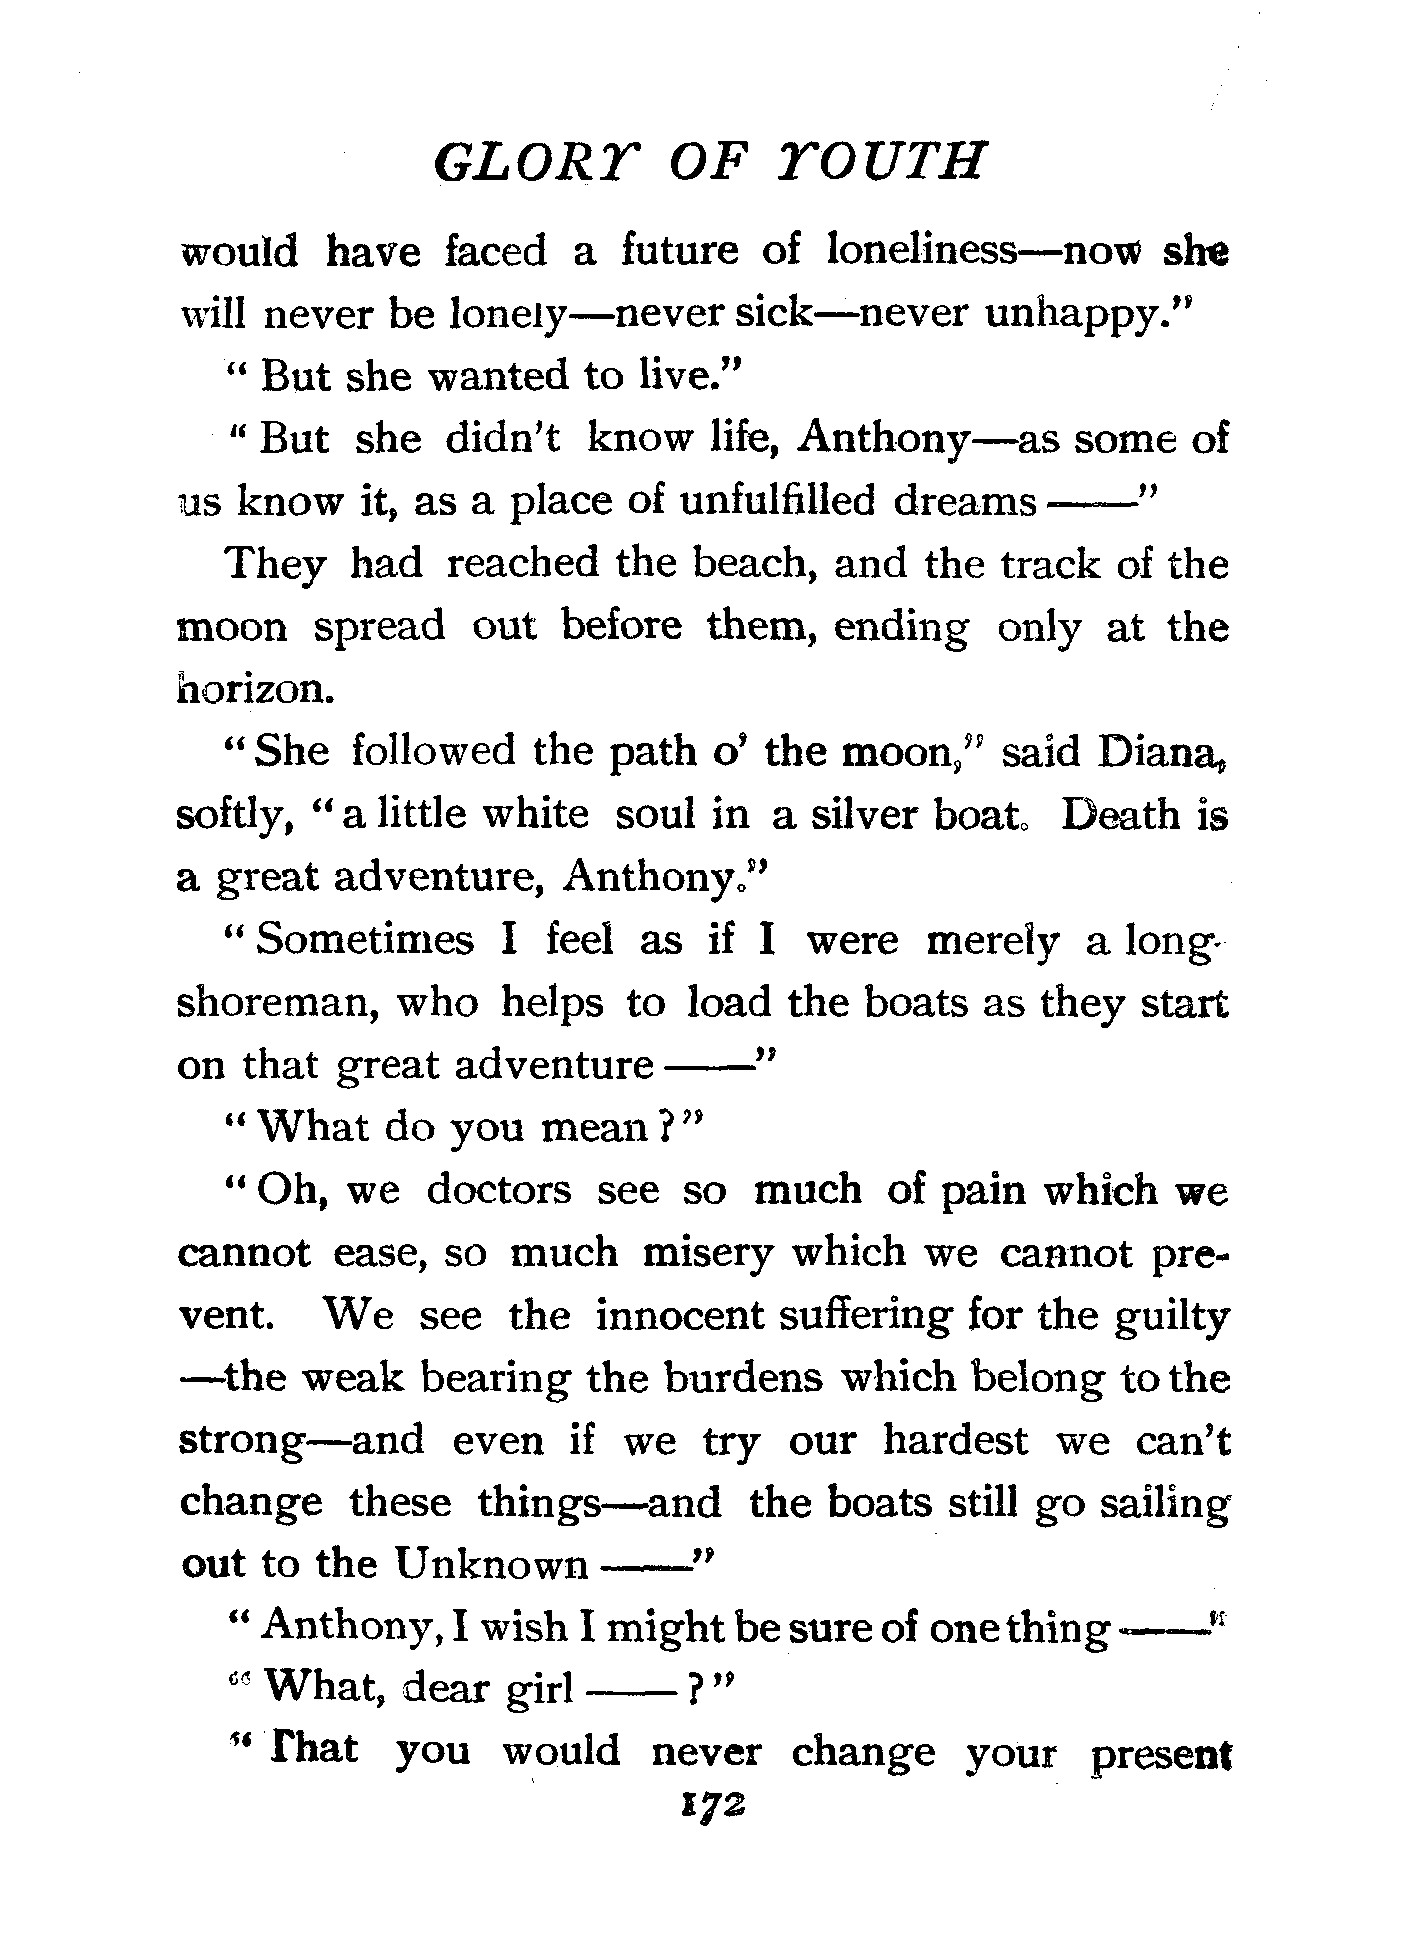 GLORY OF YOUTH
would have faced a future of loneliness—now she
will never be lonely—never sick—never unhappy."
" But she wanted to live."
" But she didn't know life, Anthony—as some of
us know it, as a place of unfulfilled dreams ——"
They had reached the beach, and the track of the
moon spread out before them, ending only at the
horizon.
" She followed the path o' the moon," said Diana,
softly, " a little white soul in a silver boat. Death is
a great adventure, Anthony."
" Sometimes I feel as if I were merely a long-
shoreman, who helps to load the boats as they start
on that great adventure ——"
" What do you mean ? "
" Oh, we doctors see so much of pain which we
cannot ease, so much misery which we cannot pre-
vent. We see the innocent suffering for the guilty
—the weak bearing the burdens which belong to the
strong—and even if we try our hardest we can't
change these things—and the boats still go sailing
out to the Unknown ——"
" Anthony, I wish I might be sure of one thing ——"
" What, dear girl —— ? "
" That you would never change your present
172